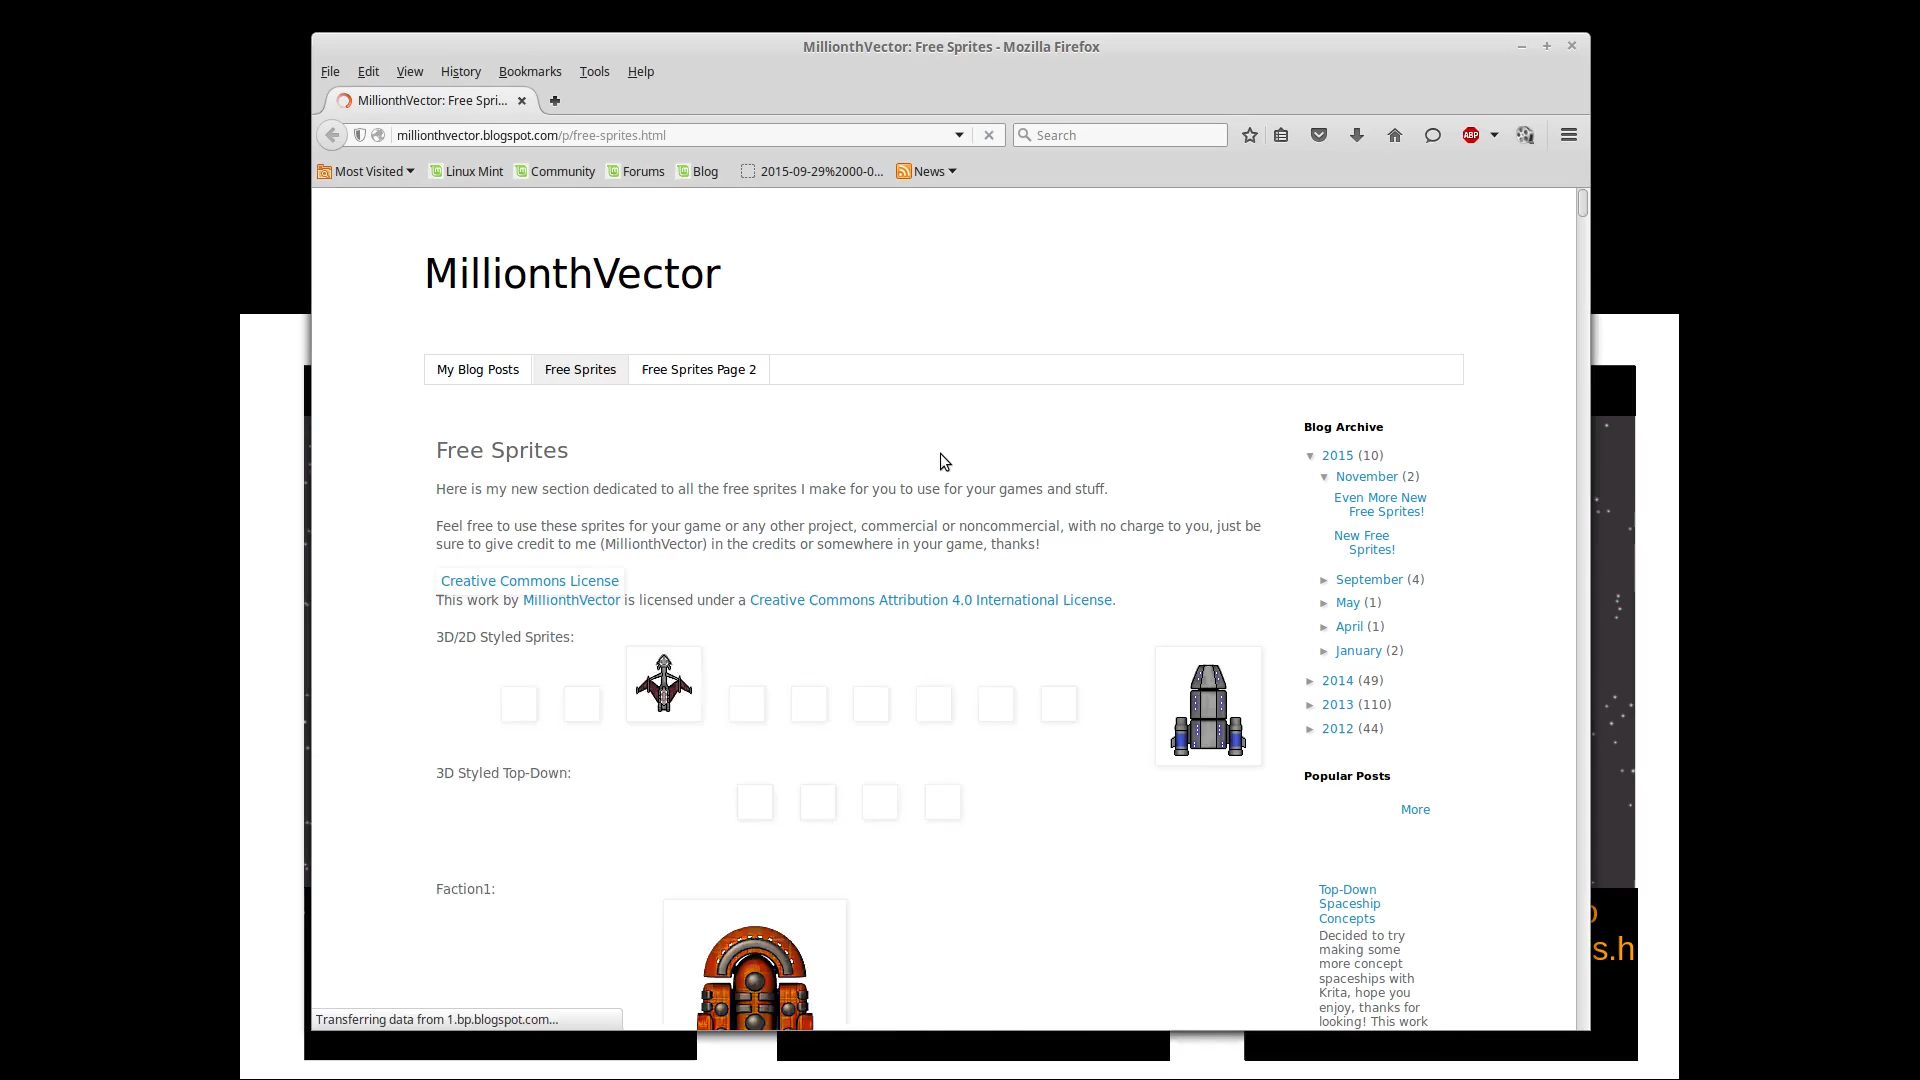 MillionthVector: Free Sprites - Mozilla Firefox
File Edit View History Bookmarks Tools Help
MillionthVector: Free Spri...
millionthvector.blogspot.com/p/free-sprites.html
Search
ABP
Most Visited Linux Mint Community Forums Blog 2015-09-29%2000-0... News
MillionthVector
My Blog Posts Free Sprites Free Sprites Page 2
Free Sprites
Here is my new section dedicated to all the free sprites I make for you to use for your games and stuff.
Feel free to use these sprites for your game or any other project, commercial or noncommercial, with no charge to you, just be
sure to give credit to me (MillionthVector) in the credits or somewhere in your game, thanks!
Creative Commons License
This work by MillionthVector is licensed under a Creative Commons Attribution 4.0 International License.
3D/2D Styled Sprites:
3D Styled Top-Down:
Faction1:
Blog Archive
▼ 2015 (10)
▼ November (2)
Even More New
Free Sprites!
New Free
Sprites!
► September (4)
► May (1)
► April (1)
► January (2)
► 2014 (49)
► 2013 (110)
► 2012 (44)
Popular Posts
More
Top-Down
Spaceship
Concepts
Decided to try
making some
more concept
spaceships with
Krita, hope you
enjoy, thanks for
looking! This work
s.h
Transferring data from 1.bp.blogspot.com...